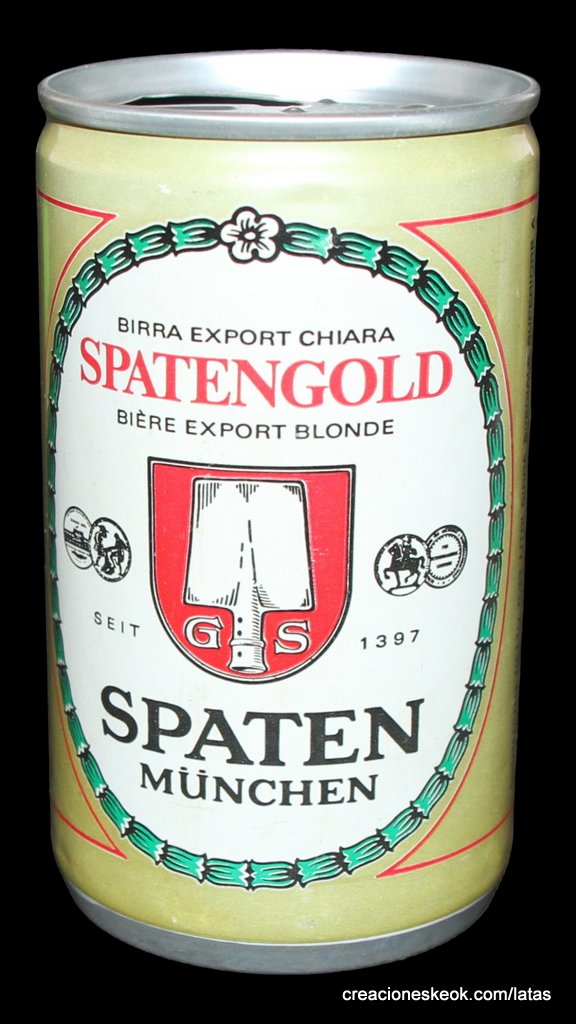 BIRRA EXPORT CHIARA
SPATENGOLD
BIÈRE EXPORT BLONDE
G S
SEIT 1397
SPATEN
MÜNCHEN
creacioneskeok.com/latas